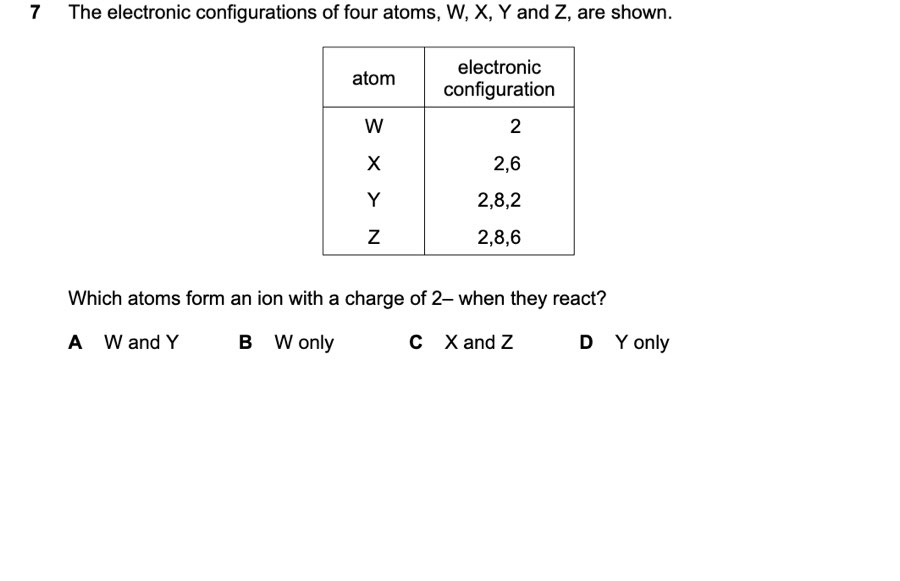 7 The electronic configurations of four atoms, W, X, Y and Z, are shown.
atom electronic configuration
W 2
X 2,6
Y 2,8,2
Z 2,8,6
Which atoms form an ion with a charge of 2– when they react?
A W and Y B W only C X and Z D Y only